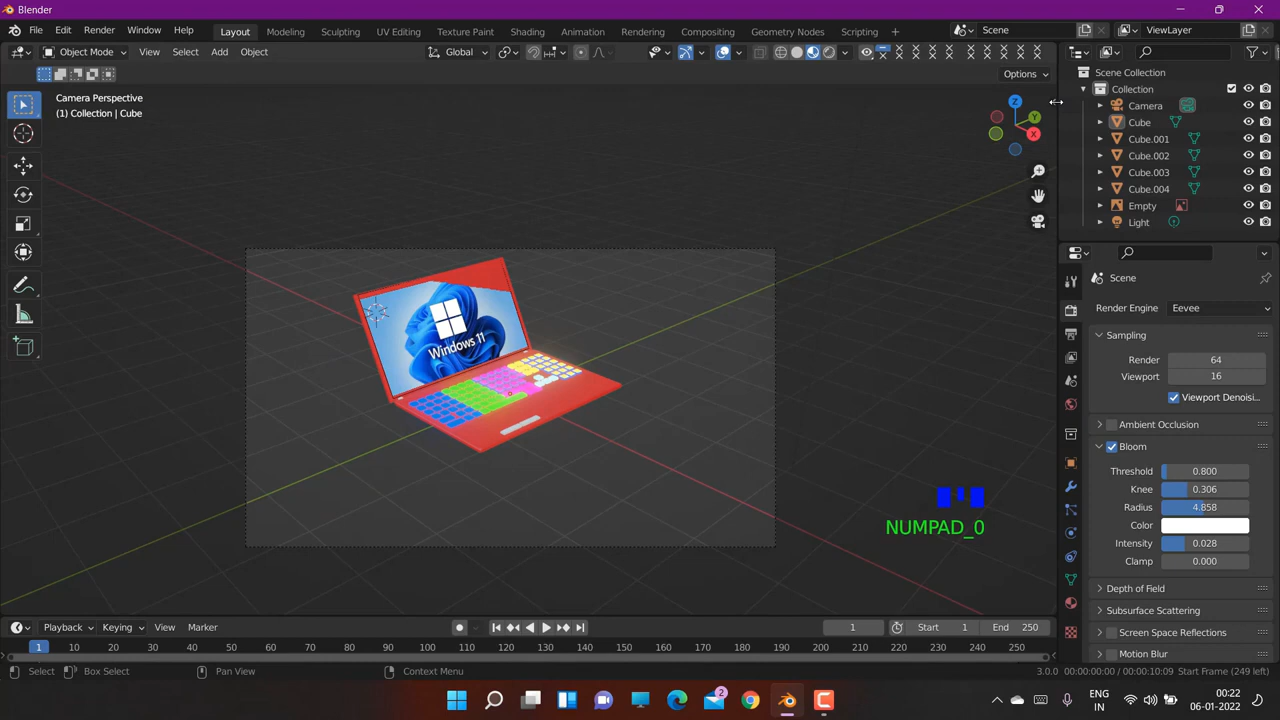 Blender
File Edit Render Window Help Layout Modeling Sculpting UV Editing Texture Paint Shading Animation Rendering Compositing Geometry Nodes Scripting + Scene ViewLayer
Object Mode View Select Add Object Global
Options
Camera Perspective
(1) Collection | Cube
Z
Y
X
Windows 11
NUMPAD_0
Scene Collection
Collection
Camera
Cube
Cube.001
Cube.002
Cube.003
Cube.004
Empty
Light
Scene
Render Engine Eevee
Sampling
Render 64
Viewport 16
Viewport Denoisi...
Ambient Occlusion
Bloom
Threshold 0.800
Knee 0.306
Radius 4.858
Color
Intensity 0.028
Clamp 0.000
Depth of Field
Subsurface Scattering
Screen Space Reflections
Motion Blur
Playback Keying View Marker 1 Start 1 End 250
1 10 20 30 40 50 60 70 80 90 100 110 120 130 140 150 160 170 180 190 200 210 220 230 240 250
Select Box Select Pan View Context Menu 3.0.0 00:00:00:00 / 00:00:10:09 Start Frame (249 left)
2
ENG
IN
00:22
06-01-2022